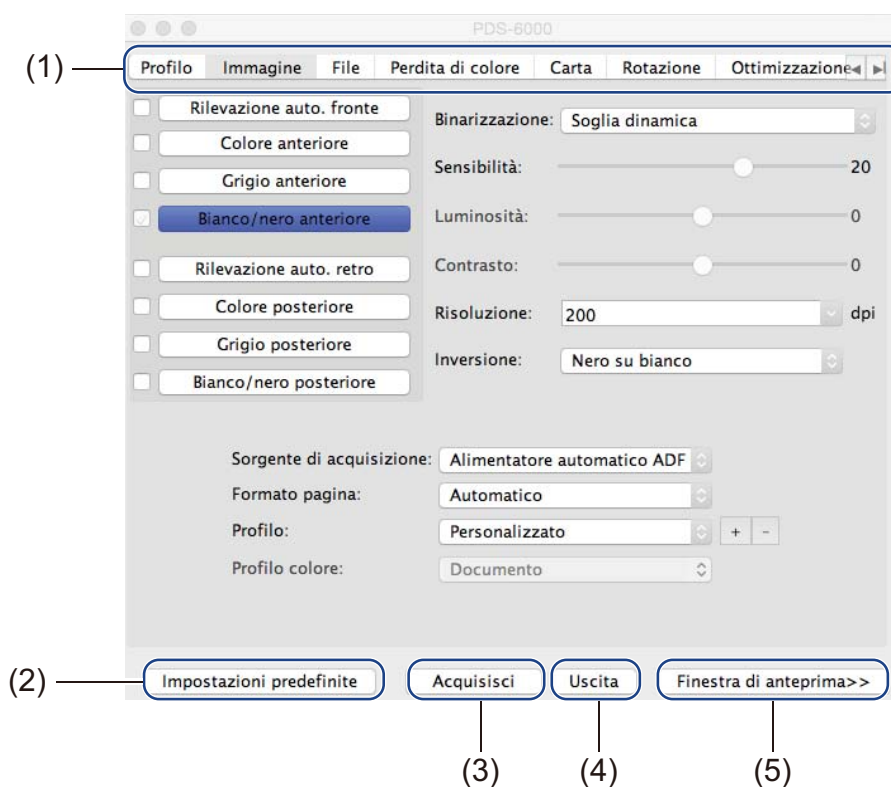 PDS-6000
(1)
Profilo Immagine File Perdita di colore Carta Rotazione Ottimizzazione
Rilevazione auto. fronte
Colore anteriore
Grigio anteriore
Bianco/nero anteriore
Rilevazione auto. retro
Colore posteriore
Grigio posteriore
Bianco/nero posteriore
Binarizzazione: Soglia dinamica
Sensibilità: 20
Luminosità: 0
Contrasto: 0
Risoluzione: 200 dpi
Inversione: Nero su bianco
Sorgente di acquisizione: Alimentatore automatico ADF
Formato pagina: Automatico
Profilo: Personalizzato + -
Profilo colore: Documento
(2)
Impostazioni predefinite Acquisisci Uscita Finestra di anteprima>>
(3) (4) (5)